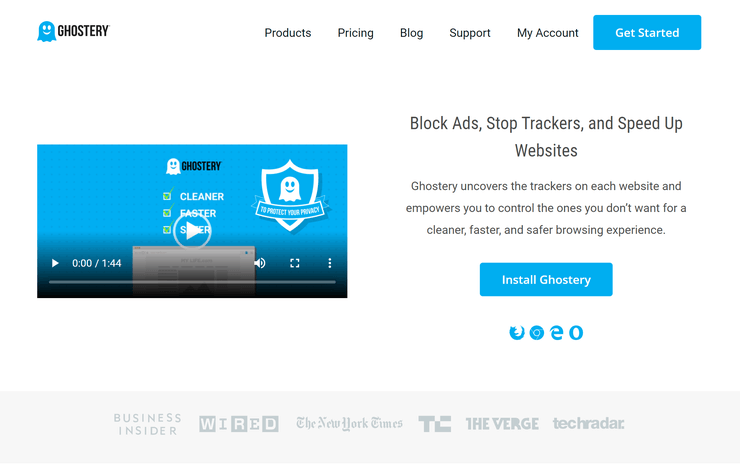 GHOSTERY
Products Pricing Blog Support My Account Get Started
GHOSTERY
CLEANER
FASTER
TO PROTECT YOUR PRIVACY
0:00 / 1:44
Block Ads, Stop Trackers, and Speed Up
Websites
Ghostery uncovers the trackers on each website and
empowers you to control the ones you don't want for a
cleaner, faster, and safer browsing experience.
Install Ghostery
BUSINESS
INSIDER
WIRED
The New York Times
TC
THE VERGE
techradar.